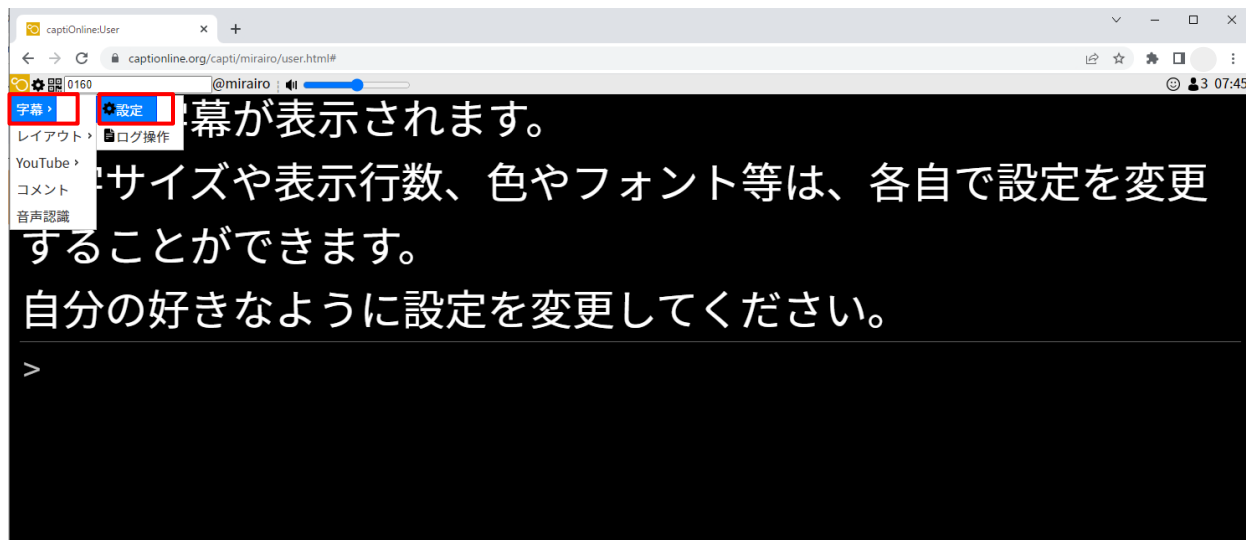 captiOnline:User
captionline.org/capti/mirairo/user.html#
0160 @mirairo 3 07:45
字幕 設定
レイアウト ログ操作
YouTube
コメント
音声認識
幕が表示されます。
サイズや表示行数、色やフォント等は、各自で設定を変更
することができます。
自分の好きなように設定を変更してください。
>